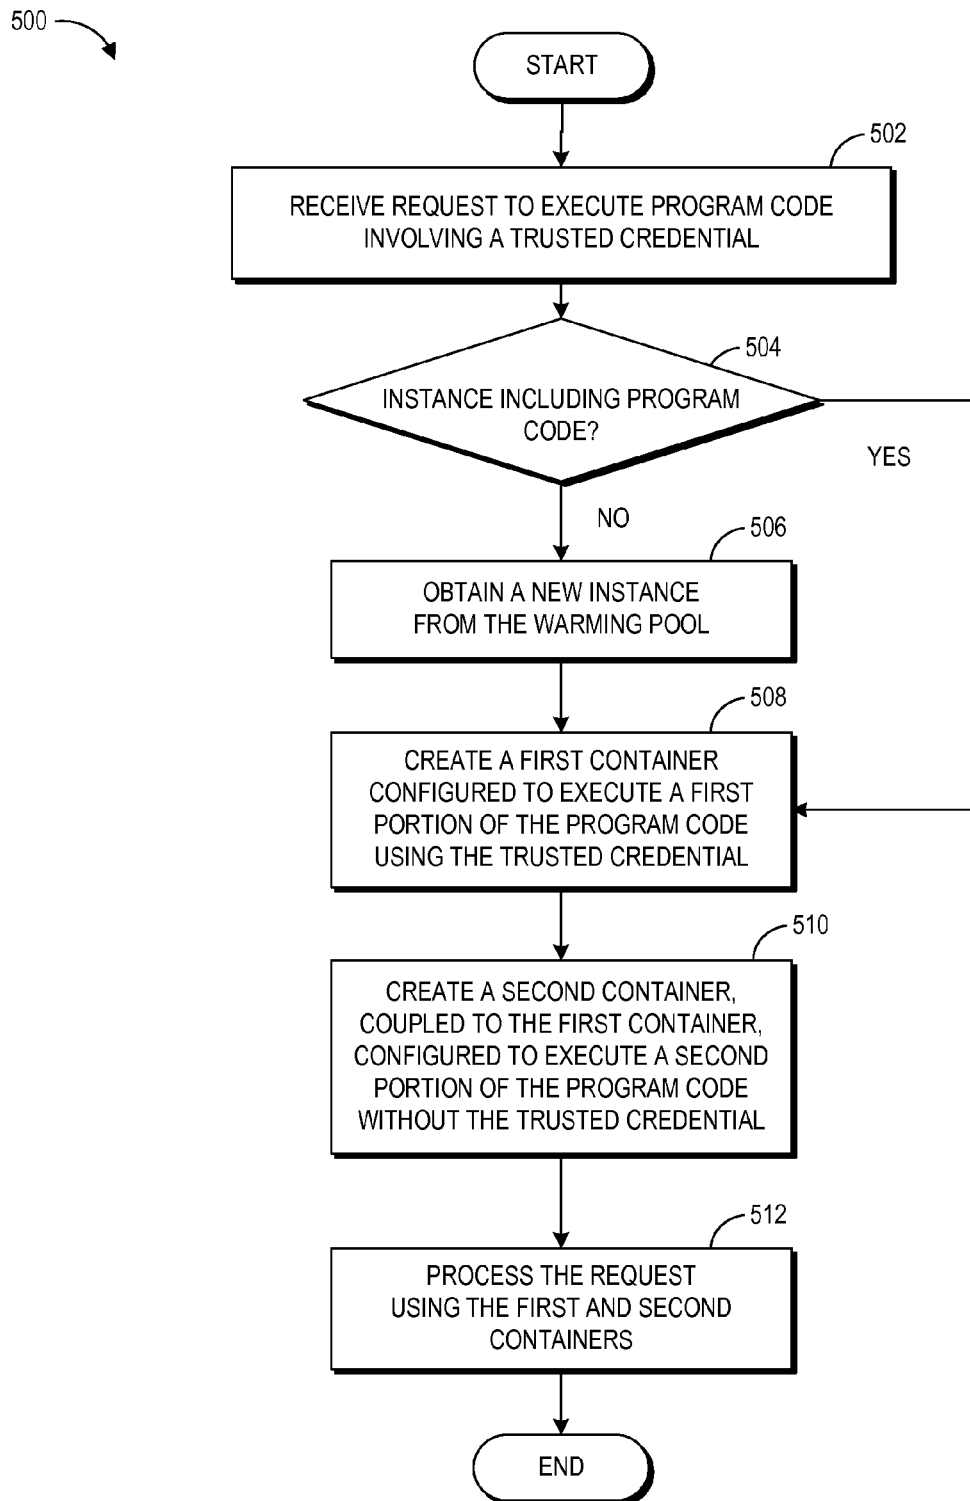 500
START
502
RECEIVE REQUEST TO EXECUTE PROGRAM CODE
INVOLVING A TRUSTED CREDENTIAL
504
INSTANCE INCLUDING PROGRAM
CODE?
YES
NO
506
OBTAIN A NEW INSTANCE
FROM THE WARMING POOL
508
CREATE A FIRST CONTAINER
CONFIGURED TO EXECUTE A FIRST
PORTION OF THE PROGRAM CODE
USING THE TRUSTED CREDENTIAL
510
CREATE A SECOND CONTAINER,
COUPLED TO THE FIRST CONTAINER,
CONFIGURED TO EXECUTE A SECOND
PORTION OF THE PROGRAM CODE
WITHOUT THE TRUSTED CREDENTIAL
512
PROCESS THE REQUEST
USING THE FIRST AND SECOND
CONTAINERS
END